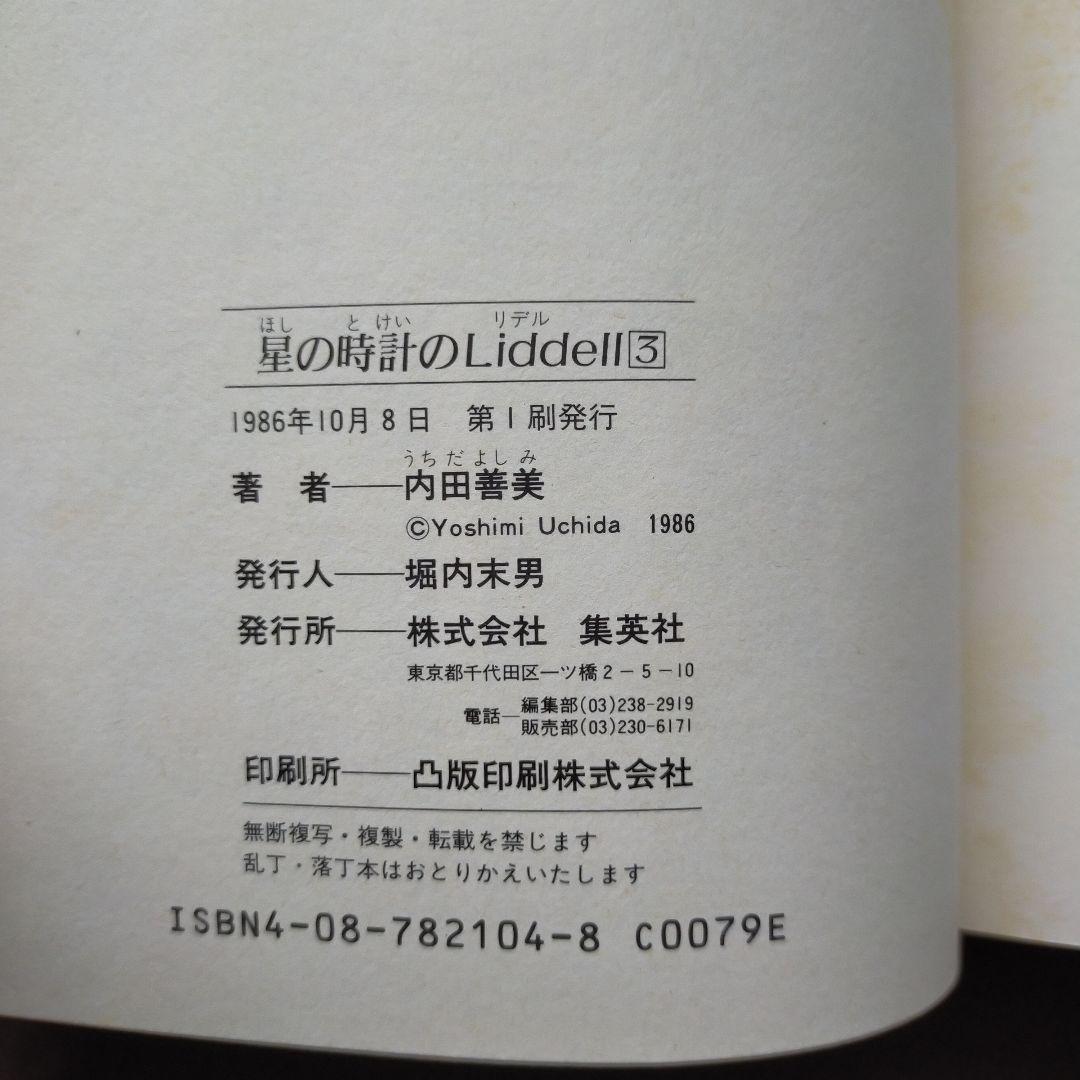 ほし とけい リデル
星の時計のLiddell3
1986年10月8日 第1刷発行
うちだよしみ
著 者——内田善美
©Yoshimi Uchida 1986
発行人——堀内末男
発行所——株式会社 集英社
東京都千代田区一ツ橋2-5-10
電話—編集部(03)238-2919
販売部(03)230-6171
印刷所——凸版印刷株式会社
無断複写・複製・転載を禁じます
乱丁・落丁本はおとりかえいたします
ISBN4-08-782104-8 C0079E